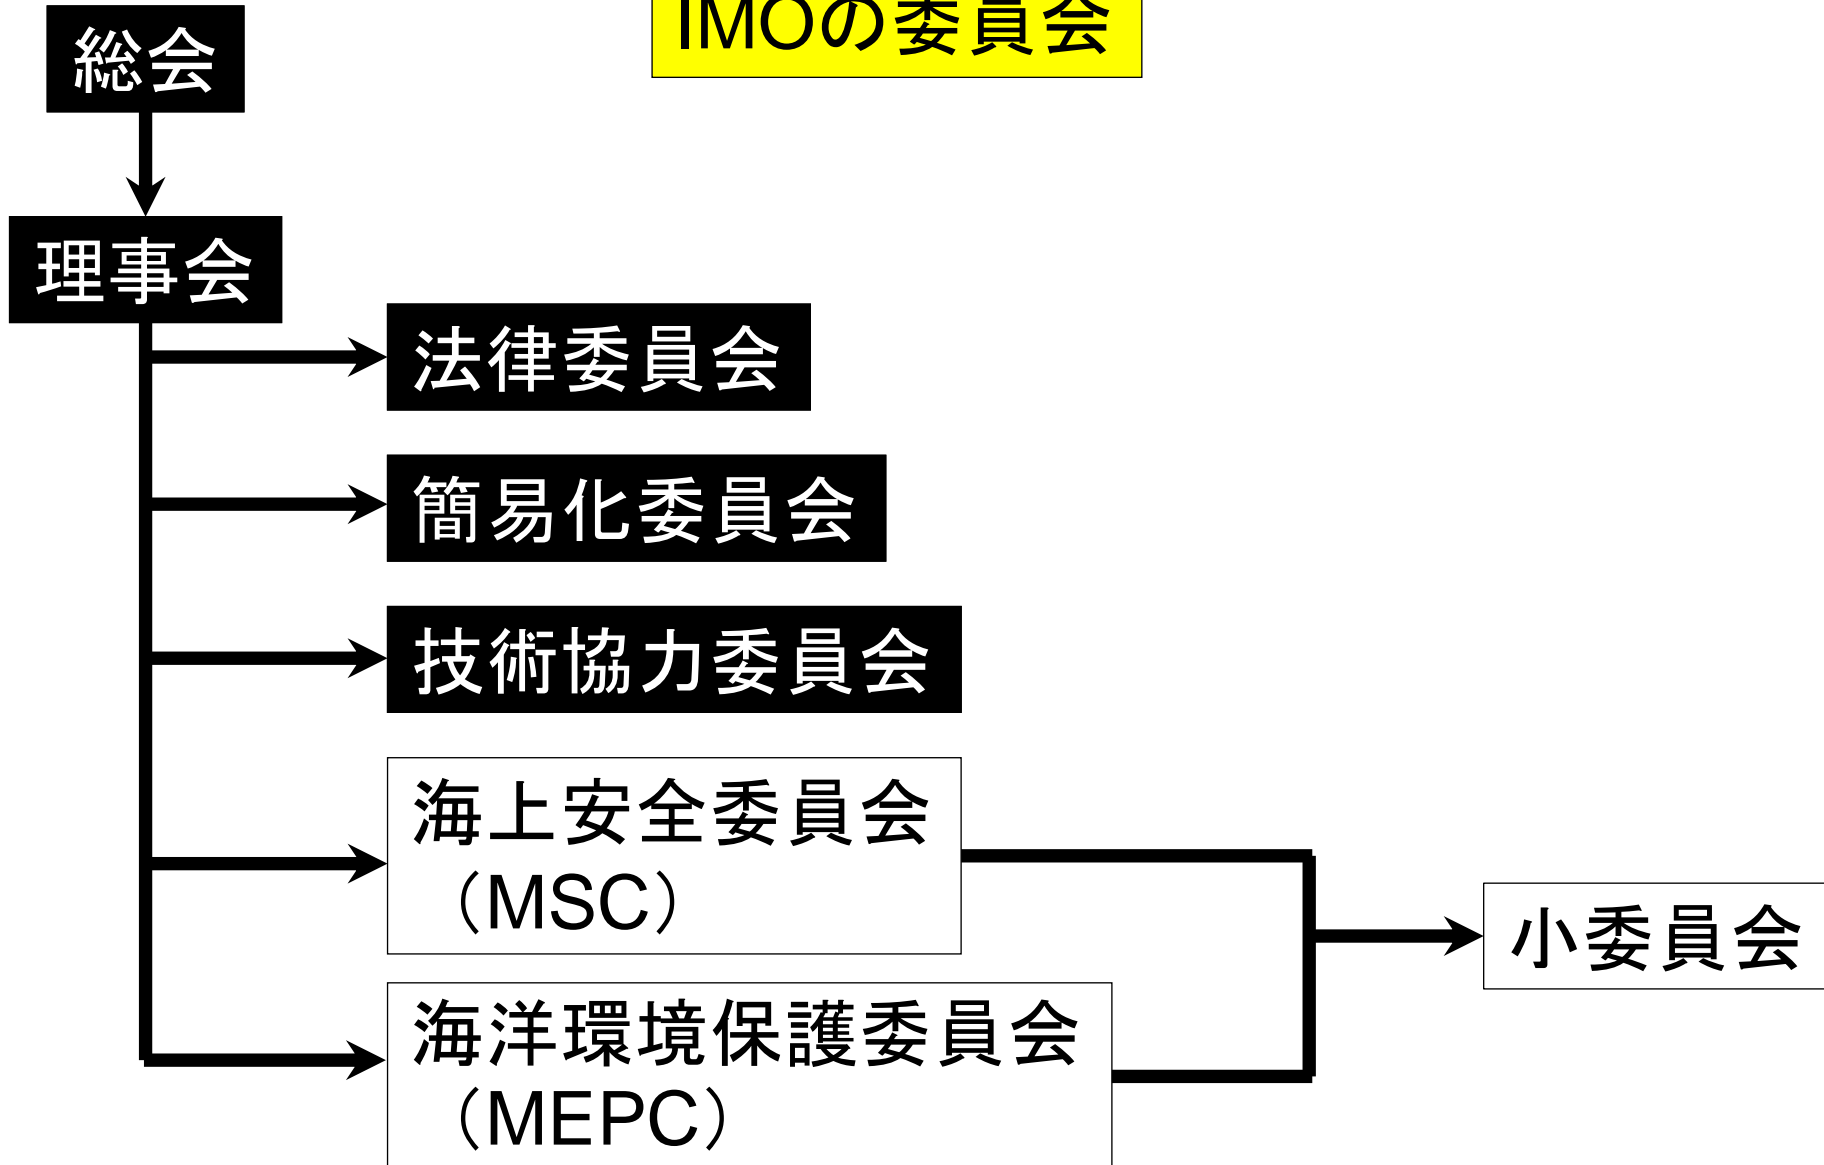 IMOの委員会
総会
理事会
法律委員会
簡易化委員会
技術協力委員会
海上安全委員会
（MSC）
小委員会
海洋環境保護委員会
（MEPC）